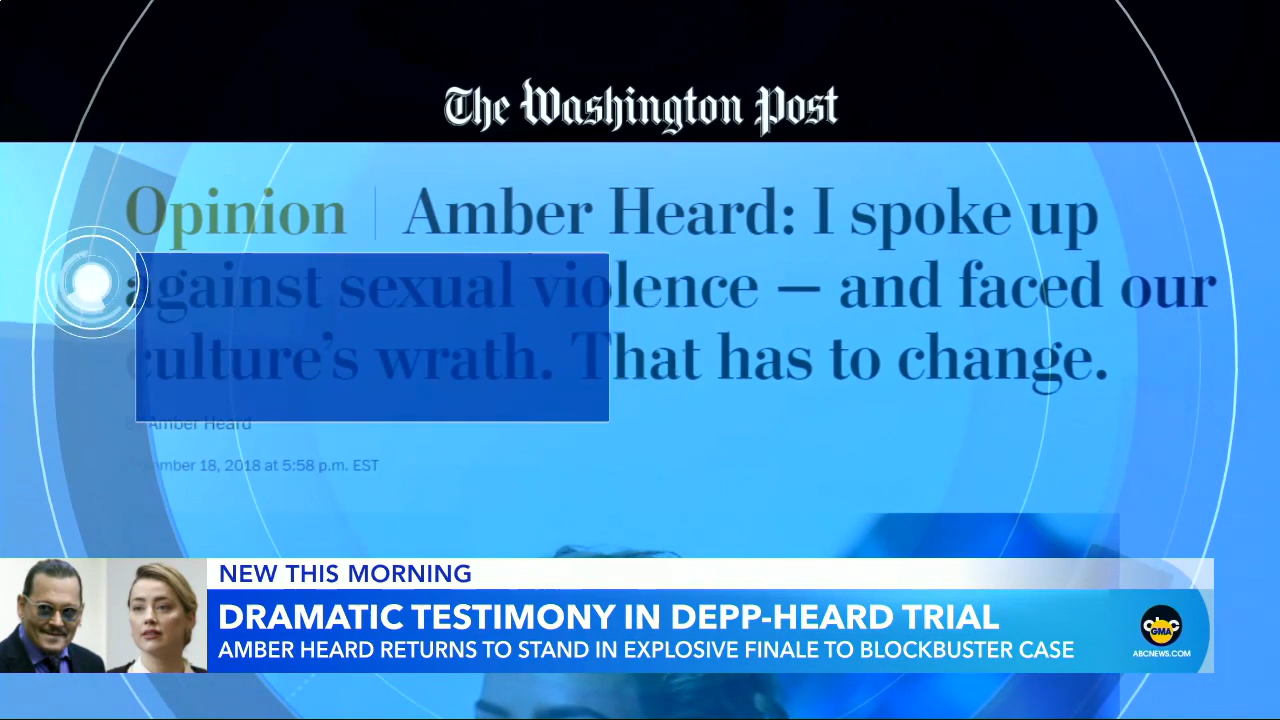 The Washington Post
Opinion | Amber Heard: I spoke up
against sexual violence — and faced our
culture's wrath. That has to change.
Amber Heard
mber 18, 2018 at 5:58 p.m. EST
NEW THIS MORNING
DRAMATIC TESTIMONY IN DEPP-HEARD TRIAL
AMBER HEARD RETURNS TO STAND IN EXPLOSIVE FINALE TO BLOCKBUSTER CASE
abc
GMA
ABCNEWS.COM